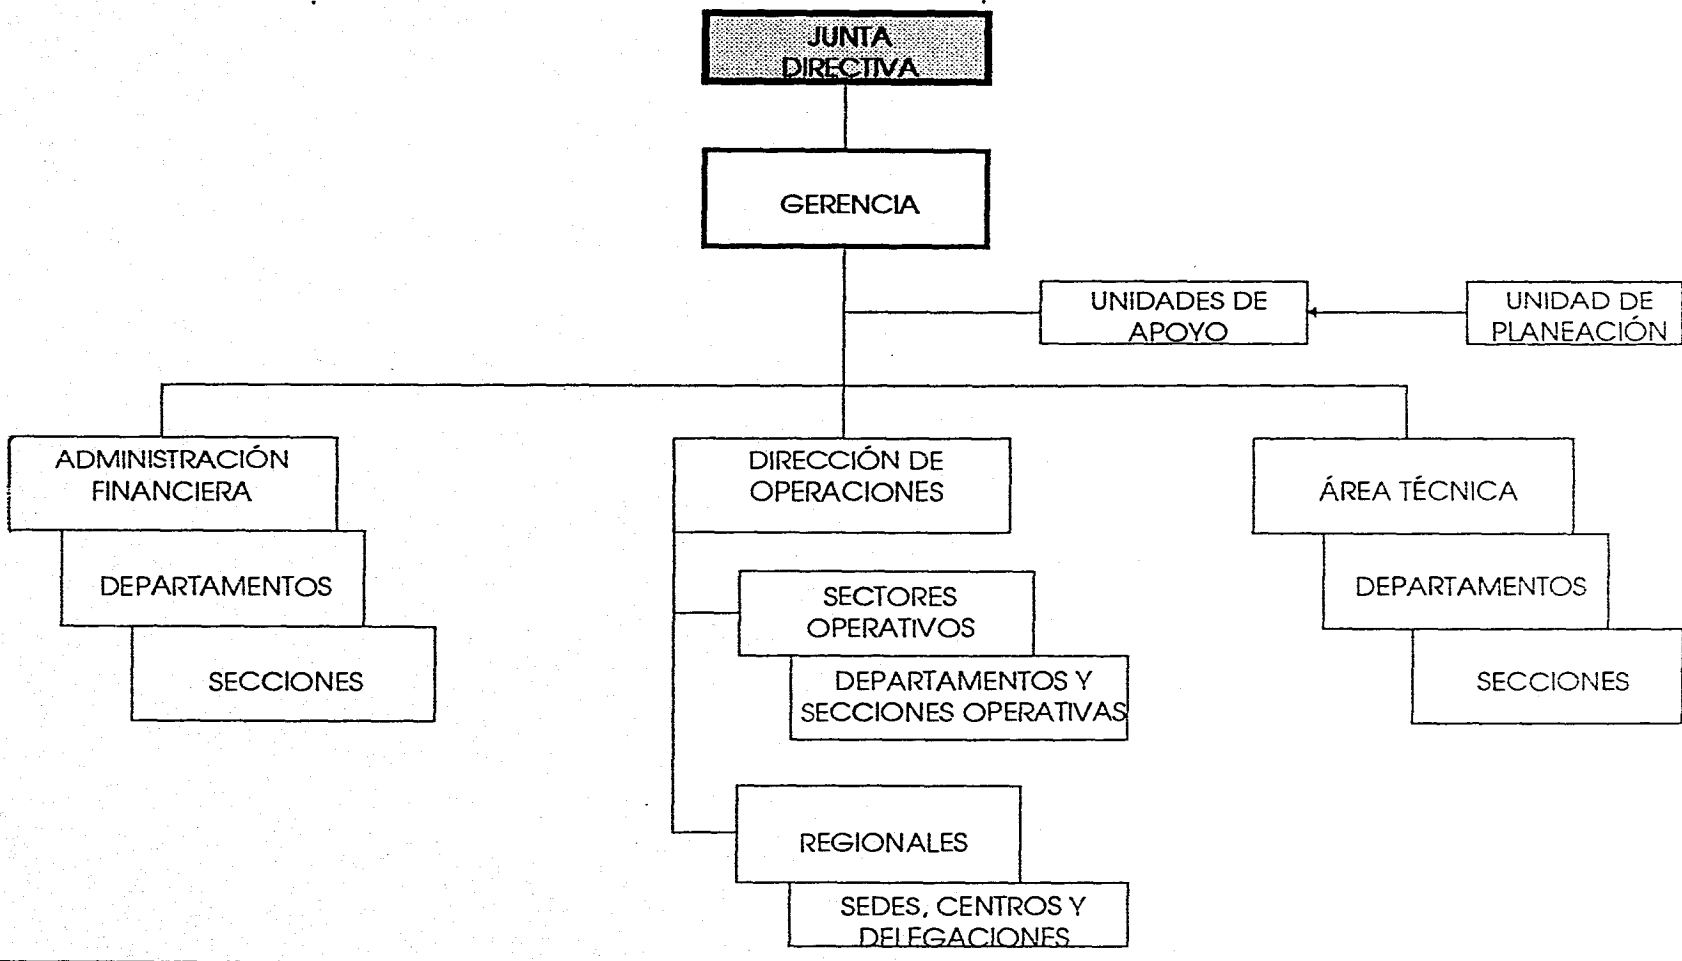 JUNTA
DIRECTIVA
GERENCIA
UNIDADES DE
APOYO
UNIDAD DE
PLANEACIÓN
ADMINISTRACIÓN
FINANCIERA
DEPARTAMENTOS
SECCIONES
DIRECCIÓN DE
OPERACIONES
SECTORES
OPERATIVOS
DEPARTAMENTOS Y
SECCIONES OPERATIVAS
REGIONALES
SEDES, CENTROS Y
DELEGACIONES
ÁREA TÉCNICA
DEPARTAMENTOS
SECCIONES